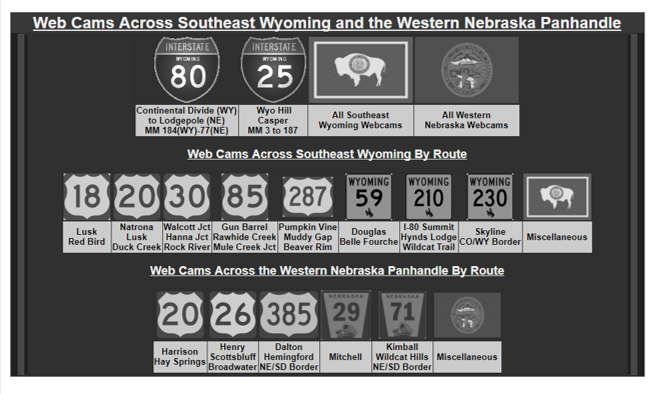 Web Cams Across Southeast Wyoming and the Western Nebraska Panhandle
INTERSTATE
WYOMING
80
INTERSTATE
WYOMING
25
Continental Divide (WY)
to Lodgepole (NE)
MM 184(WY)-77(NE)
Wyo Hill
Casper
MM 3 to 187
All Southeast
Wyoming Webcams
All Western
Nebraska Webcams
Web Cams Across Southeast Wyoming By Route
18
20
30
85
287
WYOMING
59
WYOMING
210
WYOMING
230
Lusk
Red Bird
Natrona
Lusk
Duck Creek
Walcott Jct
Hanna Jct
Rock River
Gun Barrel
Rawhide Creek
Mule Creek Jct
Pumpkin Vine
Muddy Gap
Beaver Rim
Douglas
Belle Fourche
I-80 Summit
Hynds Lodge
Wildcat Trail
Skyline
CO/WY Border
Miscellaneous
Web Cams Across the Western Nebraska Panhandle By Route
20
26
385
NEBRASKA
29
NEBRASKA
71
Harrison
Hay Springs
Henry
Scottsbluff
Broadwater
Dalton
Hemingford
NE/SD Border
Mitchell
Kimball
Wildcat Hills
NE/SD Border
Miscellaneous